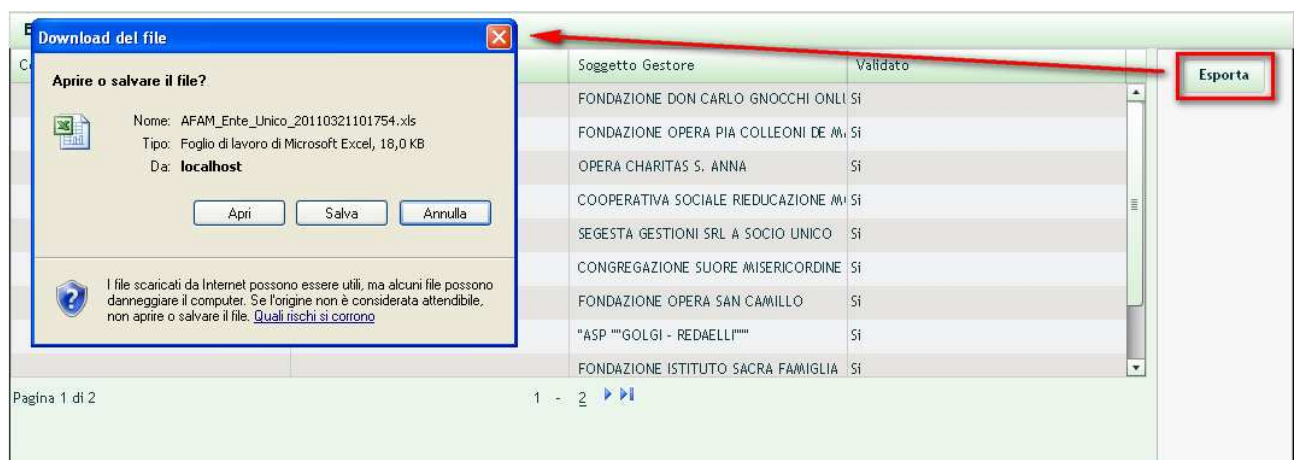 Download del file
Aprire o salvare il file?
Nome: AFAM_Ente_Unico_20110321101754.xls
Tipo: Foglio di lavoro di Microsoft Excel, 18,0 KB
Da: localhost
Apri Salva Annulla
I file scaricati da Internet possono essere utili, ma alcuni file possono
danneggiare il computer. Se l'origine non è considerata attendibile,
non aprire o salvare il file. Quali rischi si corrono
Soggetto Gestore Validato
FONDAZIONE DON CARLO GNOCCHI ONLU Si
FONDAZIONE OPERA PIA COLLEONI DE Si
OPERA CHARITAS S. ANNA Si
COOPERATIVA SOCIALE RIEDUCAZIONE Si
SEGESTA GESTIONI SRL A SOCIO UNICO Si
CONGREGAZIONE SUORE MISERICORDINE Si
FONDAZIONE OPERA SAN CAMILLO Si
"ASP ""GOLGI - REDAELLI""" Si
FONDAZIONE ISTITUTO SACRA FAMIGLIA Si
Esporta
Pagina 1 di 2
1 - 2